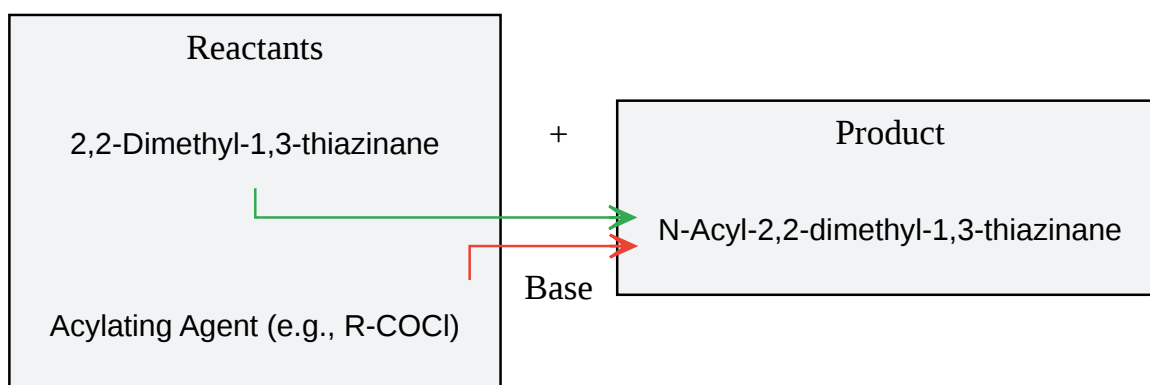 Reactants
2,2-Dimethyl-1,3-thiazinane
Acylating Agent (e.g., R-COCl)
+
Base
Product
N-Acyl-2,2-dimethyl-1,3-thiazinane